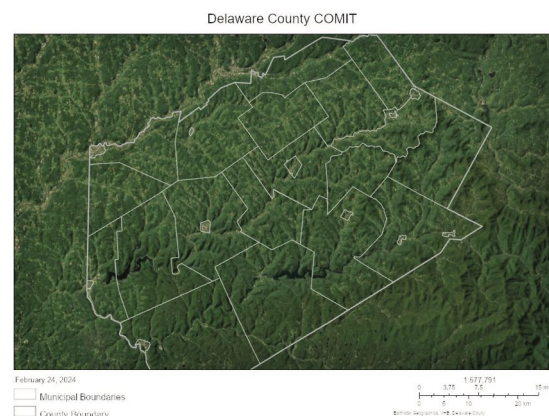 Delaware County COMIT
February 24, 2024
Municipal Boundaries
County Boundary
1:577,791
0 3.75 7.5 15 m
0 5 10 20 km